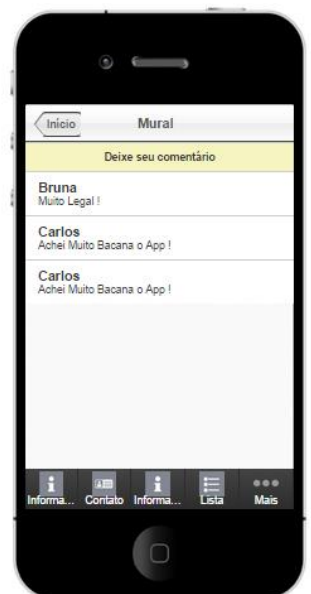 Início
Mural
Deixe seu comentário
Bruna
Muito Legal !
Carlos
Achei Muito Bacana o App !
Carlos
Achei Muito Bacana o App !
Informa...
Contato
Informa...
Lista
Mais